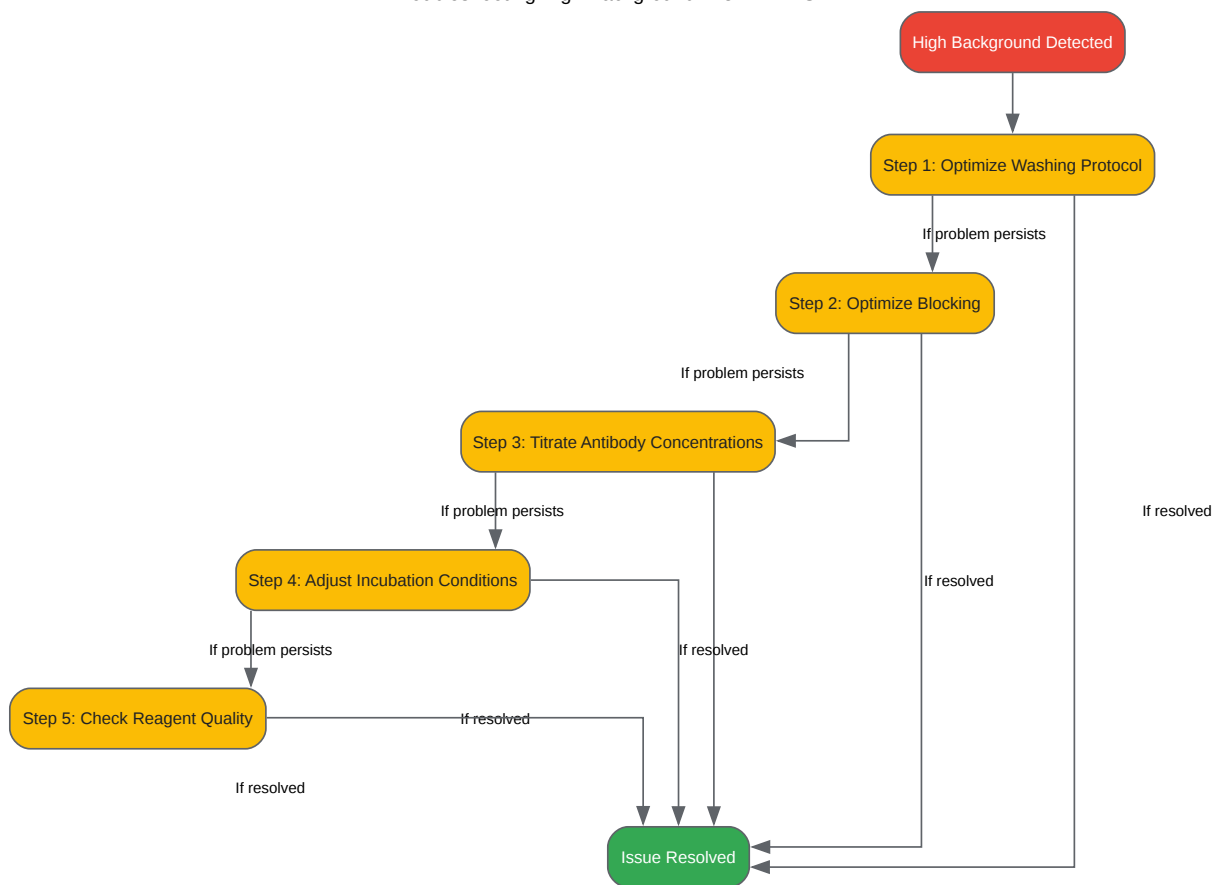 High Background Detected
Step 1: Optimize Washing Protocol
If problem persists
Step 2: Optimize Blocking
If problem persists
Step 3: Titrate Antibody Concentrations
If problem persists
If resolved
Step 4: Adjust Incubation Conditions
If resolved
If problem persists
If resolved
Step 5: Check Reagent Quality
If resolved
If resolved
Issue Resolved